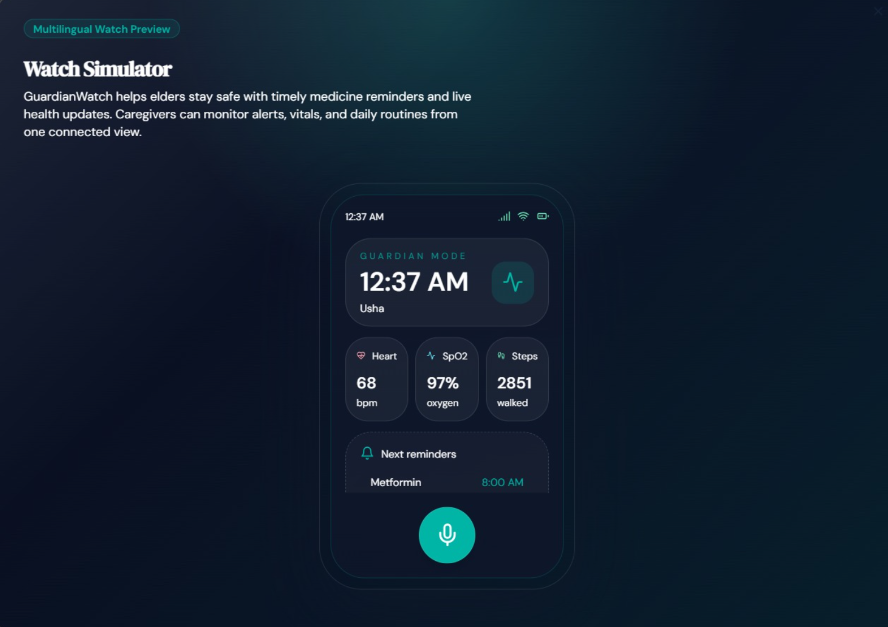 Multilingual Watch Preview
Watch Simulator
GuardianWatch helps elders stay safe with timely medicine reminders and live
health updates. Caregivers can monitor alerts, vitals, and daily routines from
one connected view.
12:37 AM
GUARDIAN MODE
12:37 AM
Usha
Heart
68
bpm
SpO2
97%
oxygen
Steps
2851
walked
Next reminders
Metformin 8:00 AM